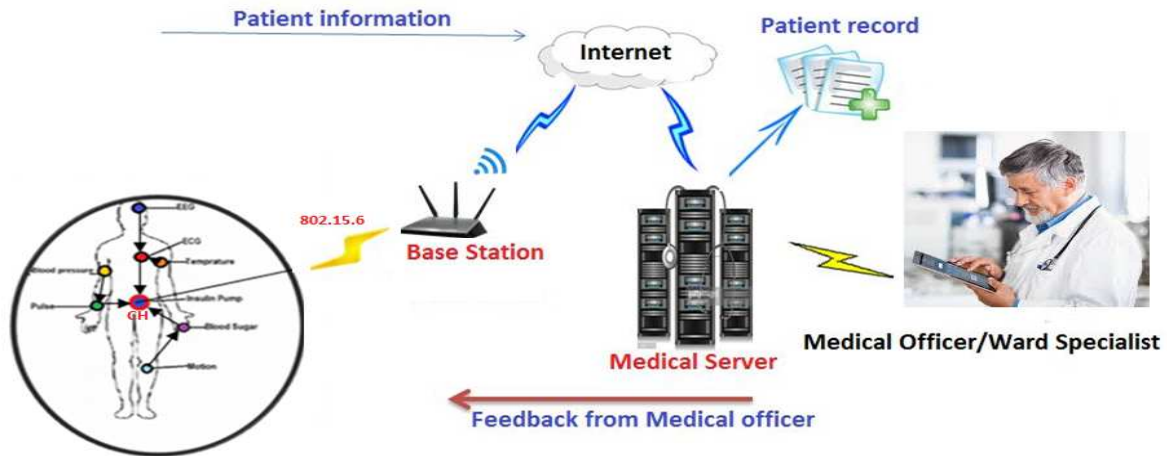 Patient information
Internet
Patient record
EEG
802.15.6
ECG
Base Station
Temprature
Blood pressure
Insulin Pump
Pulse
CH
Blood Sugar
Medical Officer/Ward Specialist
Medical Server
Motion
Feedback from Medical officer